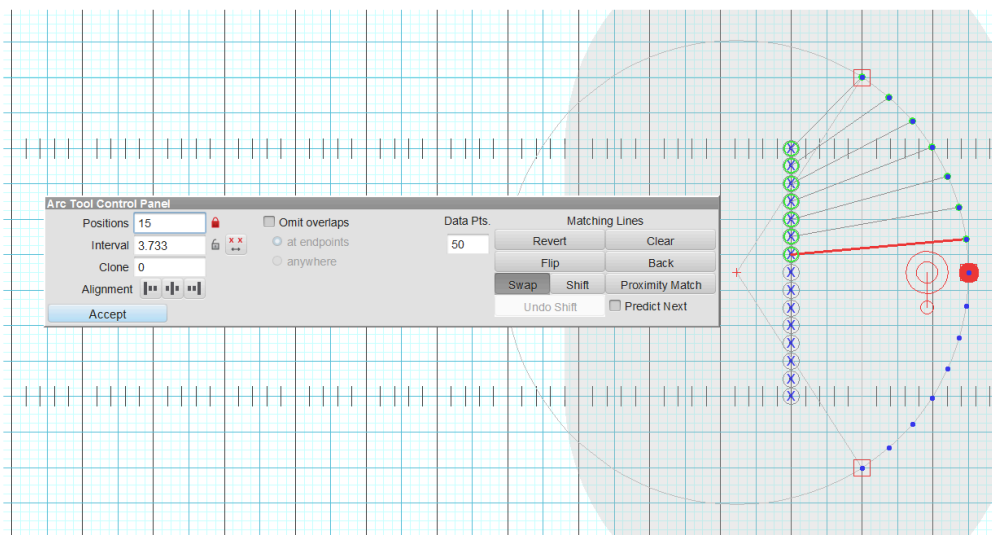 Arc Tool Control Panel
Positions 15 Omit overlaps Data Pts. Matching Lines
Interval 3.733 x x at endpoints 50 Revert Clear
Clone 0 anywhere Flip Back
Alignment Swap Shift Proximity Match
Accept Undo Shift Predict Next